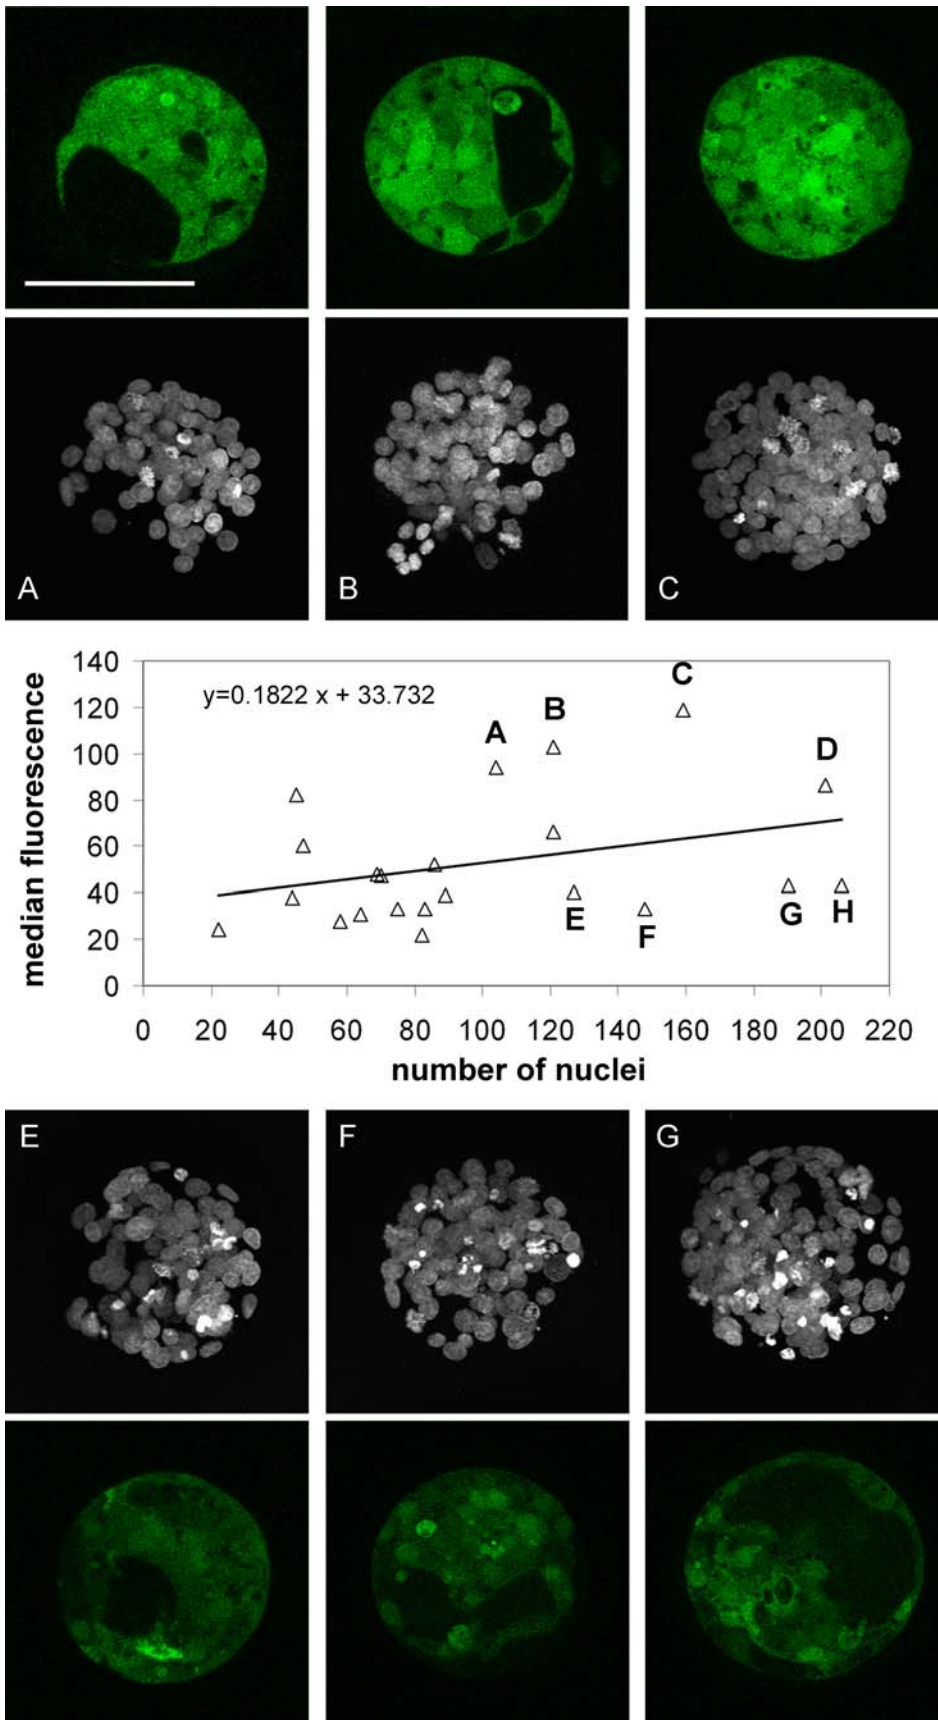 A B C
140
120
100
80
60
40
20
0
median fluorescence
y=0.1822 x + 33.732
A B C D
E F G H
0 20 40 60 80 100 120 140 160 180 200 220
number of nuclei
E F G